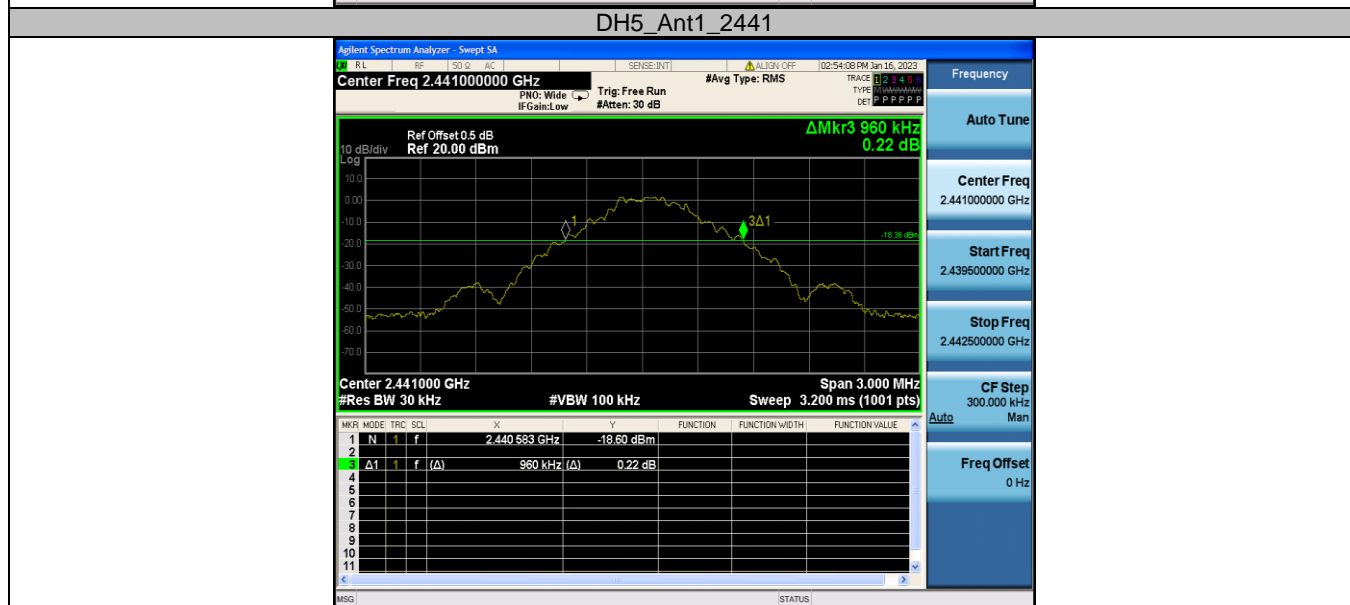 DH5_Ant1_2441
Agilent Spectrum Analyzer - Swept SA
RL RF 50 Ω AC SENSE:INT ALIGN OFF 02:54:08 PM Jan 16, 2023
Center Freq 2.441000000 GHz #Avg Type: RMS TRACE 1 2 3 4 5 6
PNO: Wide Trig: Free Run TYPE M WWWWW
IFGain:Low #Atten: 30 dB DET P P P P P P
Frequency
Auto Tune
Center Freq
2.441000000 GHz
Start Freq
2.439500000 GHz
Stop Freq
2.442500000 GHz
CF Step
300.000 kHz
Auto Man
Freq Offset
0 Hz
ΔMkr3 960 kHz
0.22 dB
Ref Offset 0.5 dB
10 dB/div Ref 20.00 dBm
Log
10.0
0.00
-10.0
-20.0
-30.0
-40.0
-50.0
-60.0
-70.0
1
3Δ1
-18.36 dBm
Center 2.441000 GHz Span 3.000 MHz
#Res BW 30 kHz #VBW 100 kHz Sweep 3.200 ms (1001 pts)
MKR MODE TRC SCL X Y FUNCTION FUNCTION WIDTH FUNCTION VALUE
1 N 1 f 2.440 583 GHz -18.60 dBm
2
3 Δ1 1 f (Δ) 960 kHz (Δ) 0.22 dB
4
5
6
7
8
9
10
11
MSG STATUS